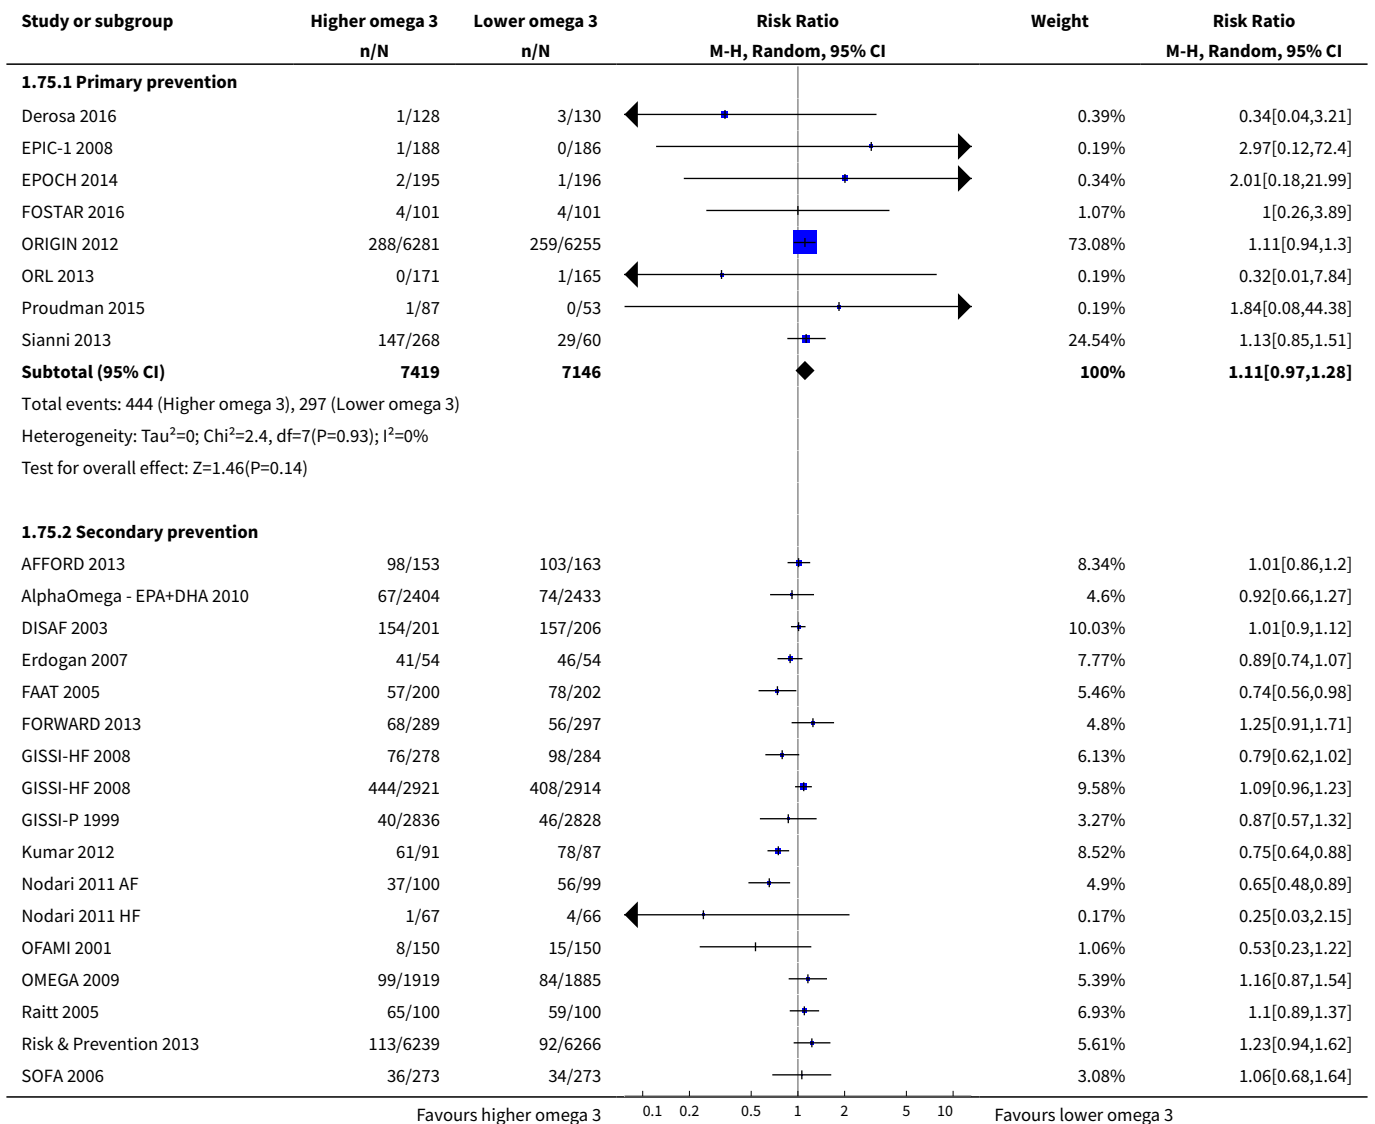 Study or subgroup Higher omega 3 Lower omega 3 Risk Ratio Weight Risk Ratio
n/N n/N M-H, Random, 95% CI M-H, Random, 95% CI
1.75.1 Primary prevention
Derosa 2016 1/128 3/130 0.39% 0.34[0.04,3.21]
EPIC-1 2008 1/188 0/186 0.19% 2.97[0.12,72.4]
EPOCH 2014 2/195 1/196 0.34% 2.01[0.18,21.99]
FOSTAR 2016 4/101 4/101 1.07% 1[0.26,3.89]
ORIGIN 2012 288/6281 259/6255 73.08% 1.11[0.94,1.3]
ORL 2013 0/171 1/165 0.19% 0.32[0.01,7.84]
Proudman 2015 1/87 0/53 0.19% 1.84[0.08,44.38]
Sianni 2013 147/268 29/60 24.54% 1.13[0.85,1.51]
Subtotal (95% CI) 7419 7146 100% 1.11[0.97,1.28]
Total events: 444 (Higher omega 3), 297 (Lower omega 3)
Heterogeneity: Tau²=0; Chi²=2.4, df=7(P=0.93); I²=0%
Test for overall effect: Z=1.46(P=0.14)
1.75.2 Secondary prevention
AFFORD 2013 98/153 103/163 8.34% 1.01[0.86,1.2]
AlphaOmega - EPA+DHA 2010 67/2404 74/2433 4.6% 0.92[0.66,1.27]
DISAF 2003 154/201 157/206 10.03% 1.01[0.9,1.12]
Erdogan 2007 41/54 46/54 7.77% 0.89[0.74,1.07]
FAAT 2005 57/200 78/202 5.46% 0.74[0.56,0.98]
FORWARD 2013 68/289 56/297 4.8% 1.25[0.91,1.71]
GISSI-HF 2008 76/278 98/284 6.13% 0.79[0.62,1.02]
GISSI-HF 2008 444/2921 408/2914 9.58% 1.09[0.96,1.23]
GISSI-P 1999 40/2836 46/2828 3.27% 0.87[0.57,1.32]
Kumar 2012 61/91 78/87 8.52% 0.75[0.64,0.88]
Nodari 2011 AF 37/100 56/99 4.9% 0.65[0.48,0.89]
Nodari 2011 HF 1/67 4/66 0.17% 0.25[0.03,2.15]
OFAMI 2001 8/150 15/150 1.06% 0.53[0.23,1.22]
OMEGA 2009 99/1919 84/1885 5.39% 1.16[0.87,1.54]
Raitt 2005 65/100 59/100 6.93% 1.1[0.89,1.37]
Risk & Prevention 2013 113/6239 92/6266 5.61% 1.23[0.94,1.62]
SOFA 2006 36/273 34/273 3.08% 1.06[0.68,1.64]
Favours higher omega 3 0.1 0.2 0.5 1 2 5 10 Favours lower omega 3